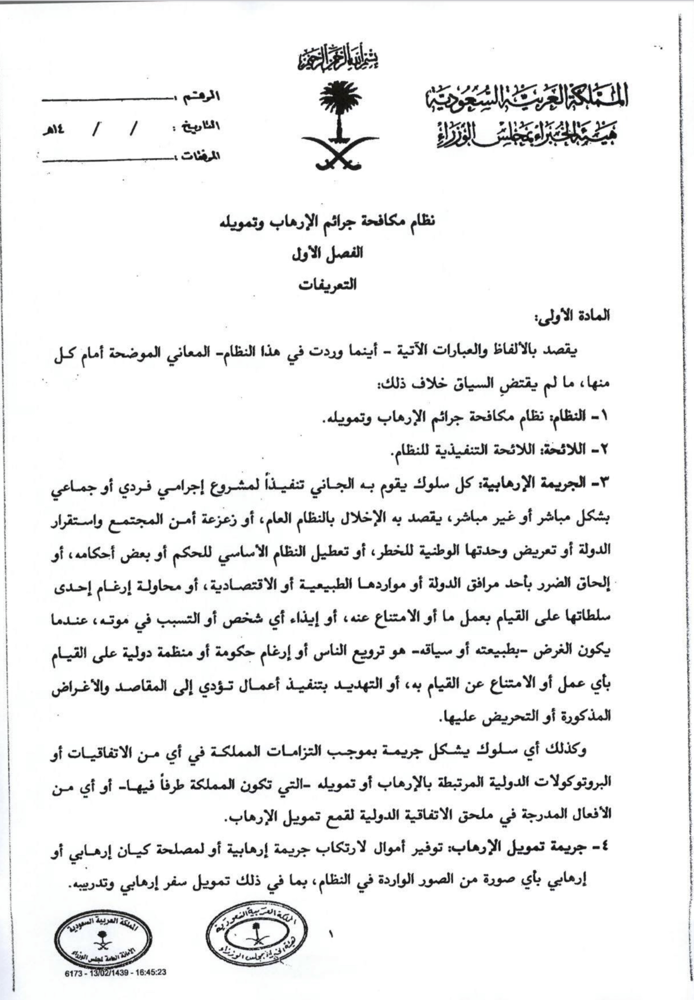 بسم الله الرحمن الرحيم
المملكة العربية السعودية
هيئة الخبراء بمجلس الوزراء
الرقم :
التاريخ : / / ١٤هـ
المرفقات :
نظام مكافحة جرائم الإرهاب وتمويله
الفصل الأول
التعريفات
المادة الأولى:
يقصد بالألفاظ والعبارات الآتية - أينما وردت في هذا النظام- المعاني الموضحة أمام كل
منها، ما لم يقتضِ السياق خلاف ذلك:
١- النظام: نظام مكافحة جرائم الإرهاب وتمويله.
٢- اللائحة: اللائحة التنفيذية للنظام.
٣- الجريمة الإرهابية: كل سلوك يقوم به الجاني تنفيذاً لمشروع إجرامي فردي أو جماعي
بشكل مباشر أو غير مباشر، يقصد به الإخلال بالنظام العام، أو زعزعة أمن المجتمع واستقرار
الدولة أو تعريض وحدتها الوطنية للخطر، أو تعطيل النظام الأساسي للحكم أو بعض أحكامه، أو
إلحاق الضرر بأحد مرافق الدولة أو مواردها الطبيعية أو الاقتصادية، أو محاولة إرغام إحدى
سلطاتها على القيام بعمل ما أو الامتناع عنه، أو إيذاء أي شخص أو التسبب في موته، عندما
يكون الغرض -بطبيعته أو سياقه- هو ترويع الناس أو إرغام حكومة أو منظمة دولية على القيام
بأي عمل أو الامتناع عن القيام به، أو التهديد بتنفيذ أعمال تؤدي إلى المقاصد والأغراض
المذكورة أو التحريض عليها.
وكذلك أي سلوك يشكل جريمة بموجب التزامات المملكة في أي من الاتفاقيات أو
البروتوكولات الدولية المرتبطة بالإرهاب أو تمويله -التي تكون المملكة طرفاً فيها- أو أي من
الأفعال المدرجة في ملحق الاتفاقية الدولية لقمع تمويل الإرهاب.
٤- جريمة تمويل الإرهاب: توفير أموال لارتكاب جريمة إرهابية أو لمصلحة كيان إرهابي أو
إرهابي بأي صورة من الصور الواردة في النظام، بما في ذلك تمويل سفر إرهابي وتدريبه.
١
المملكة العربية السعودية
هيئة الخبراء بمجلس الوزراء
المملكة العربية السعودية
الأمانة العامة لمجلس الوزراء
6173 - 13/02/1439 - 16:45:23